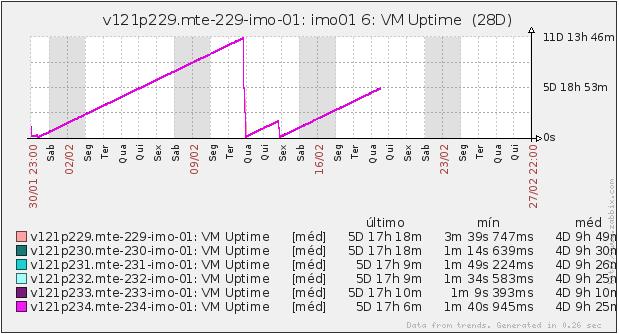 v121p229.mte-229-imo-01: imo01 6: VM Uptime (28D)
11D 13h 46m
5D 18h 53m
0s
30/01 23:00 Sab 02/02 Seg Ter Qua Qui Sex Sab 09/02 Seg Ter Qua Qui Sex Sab 16/02 Seg Ter Qua Qui Sex Sab 23/02 Seg Ter Qua Qui 27/02 22:00
último mín méd
v121p229.mte-229-imo-01: VM Uptime [méd] 5D 17h 18m 3m 39s 747ms 4D 9h 49
v121p230.mte-230-imo-01: VM Uptime [méd] 5D 17h 18m 1m 14s 639ms 4D 9h 30
v121p231.mte-231-imo-01: VM Uptime [méd] 5D 17h 9m 1m 49s 224ms 4D 9h 26
v121p232.mte-232-imo-01: VM Uptime [méd] 5D 17h 9m 1m 34s 583ms 4D 9h 25
v121p233.mte-233-imo-01: VM Uptime [méd] 5D 17h 10m 1m 9s 393ms 4D 9h 10m
v121p234.mte-234-imo-01: VM Uptime [méd] 5D 17h 6m 1m 40s 945ms 4D 9h 25m
Data from trends. Generated in 0.26 sec